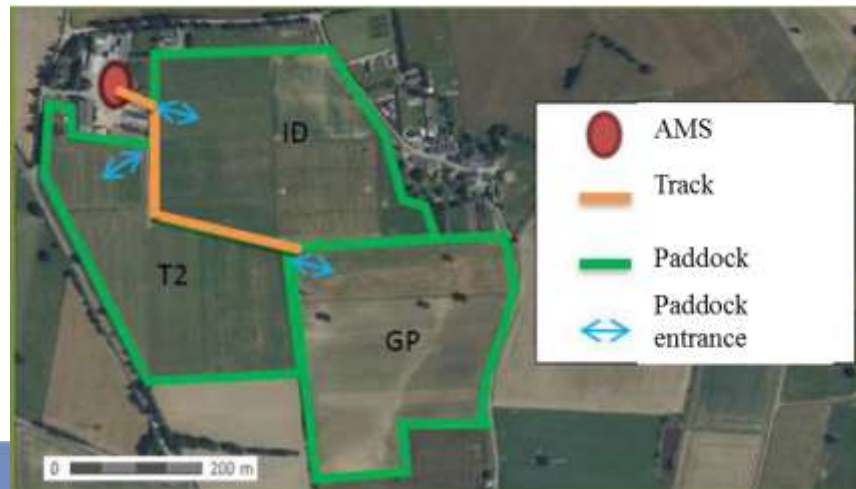 ID
T2
GP
AMS
Track
Paddock
Paddock
entrance
0 200 m